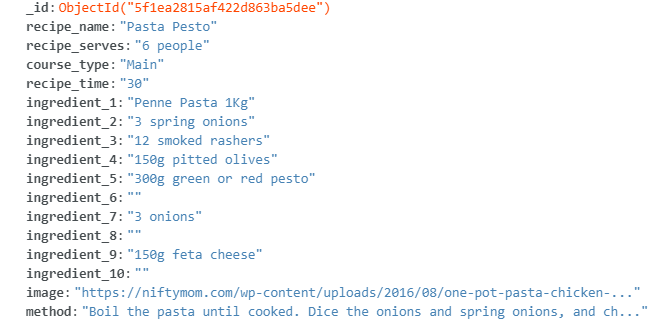 _id: ObjectId("5f1ea2815af422d863ba5dee")
recipe_name: "Pasta Pesto"
recipe_serves: "6 people"
course_type: "Main"
recipe_time: "30"
ingredient_1: "Penne Pasta 1Kg"
ingredient_2: "3 spring onions"
ingredient_3: "12 smoked rashers"
ingredient_4: "150g pitted olives"
ingredient_5: "300g green or red pesto"
ingredient_6: ""
ingredient_7: "3 onions"
ingredient_8: ""
ingredient_9: "150g feta cheese"
ingredient_10: ""
image: "https://niftymom.com/wp-content/uploads/2016/08/one-pot-pasta-chicken-..."
method: "Boil the pasta until cooked. Dice the onions and spring onions, and ch..."